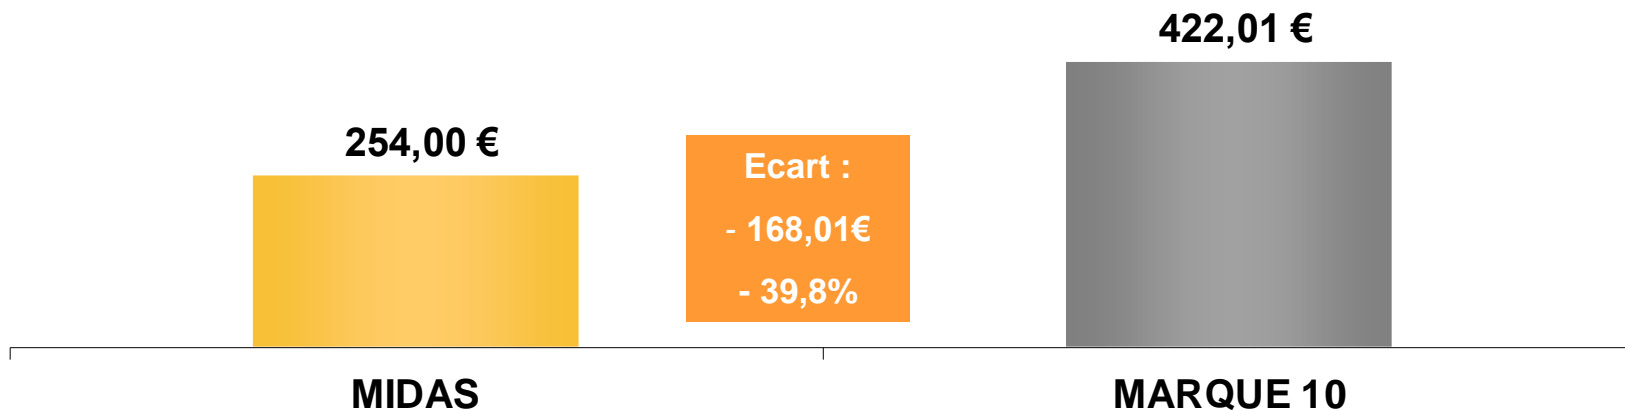 422,01 €
254,00 €
Ecart :
- 168,01€
- 39,8%
MIDAS
MARQUE 10